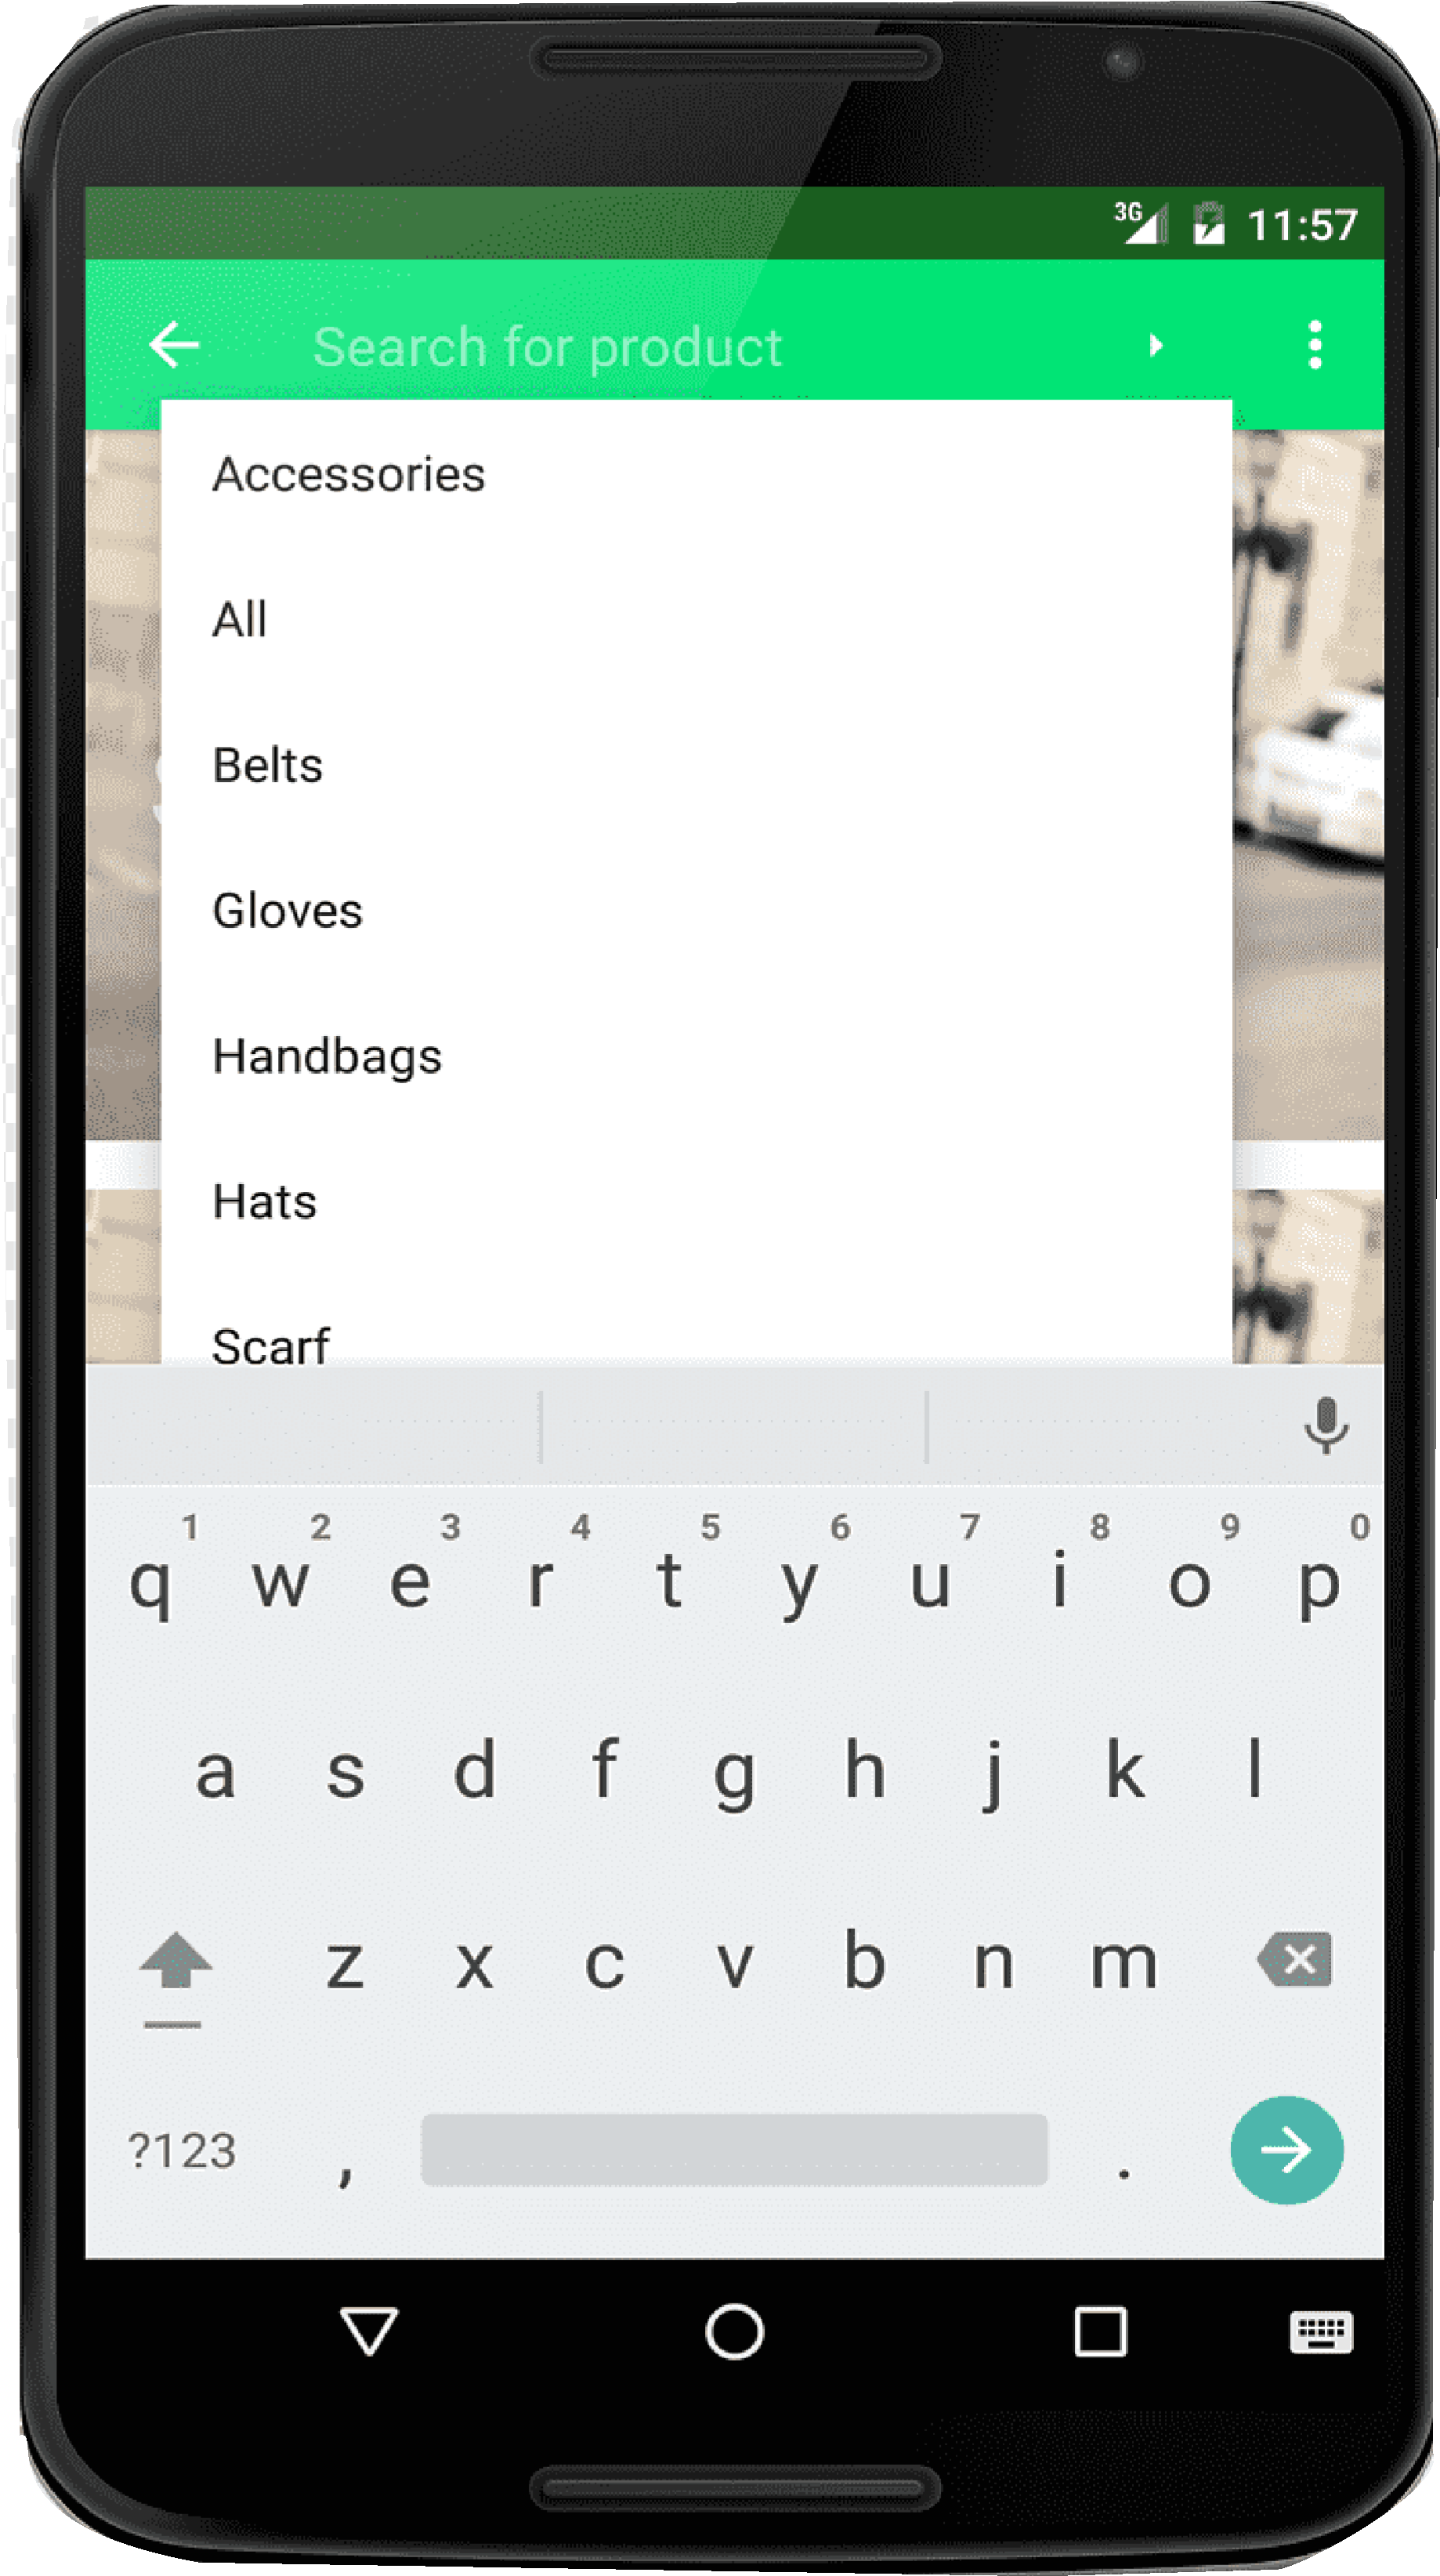 3G 11:57
Search for product
Accessories
All
Belts
Gloves
Handbags
Hats
Scarf
1 2 3 4 5 6 7 8 9 0
q w e r t y u i o p
a s d f g h j k l
z x c v b n m
?123 , .